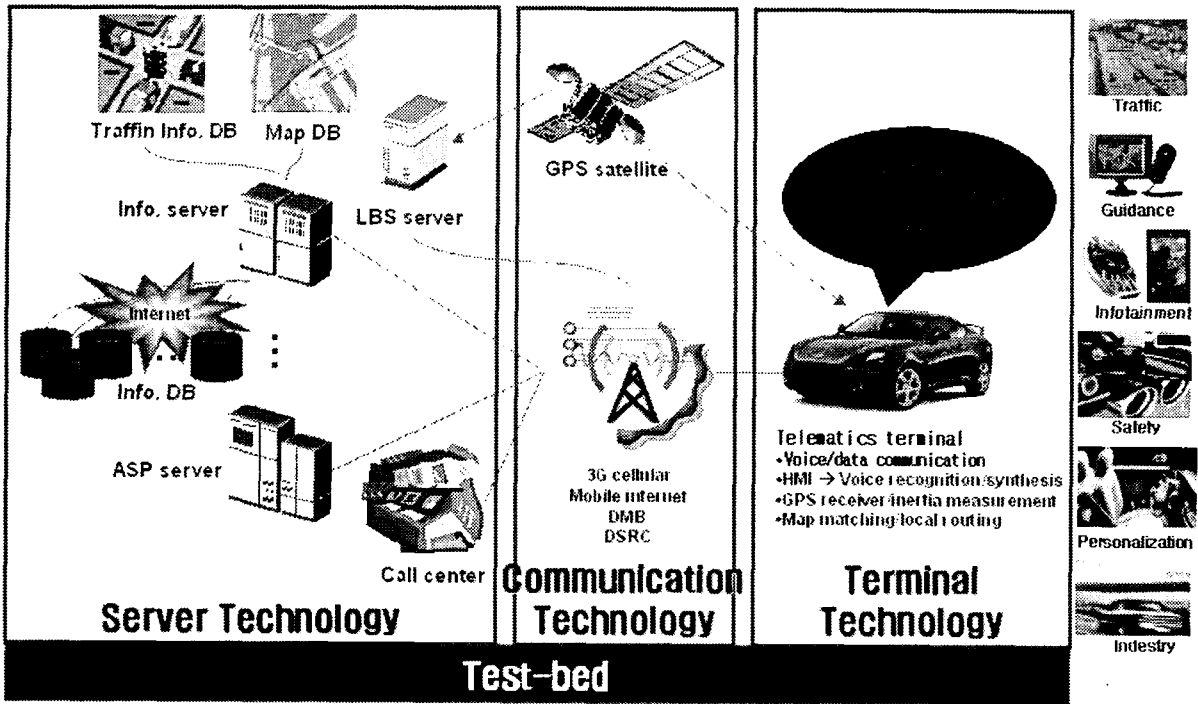 Traffin Info. DB
Map DB
Info. server
LBS server
Internet
Info. DB
ASP server
Call center
Server Technology
GPS satellite
3G cellular
Mobile internet
DMB
DSRC
Communication
Technology
Telematics terminal
•Voice/data communication
•HMI → Voice recognition/synthesis
•GPS receiver/inertia measurement
•Map matching/local routing
Terminal
Technology
Traffic
Guidance
Infotainment
Safety
Personalization
Indestry
Test-bed